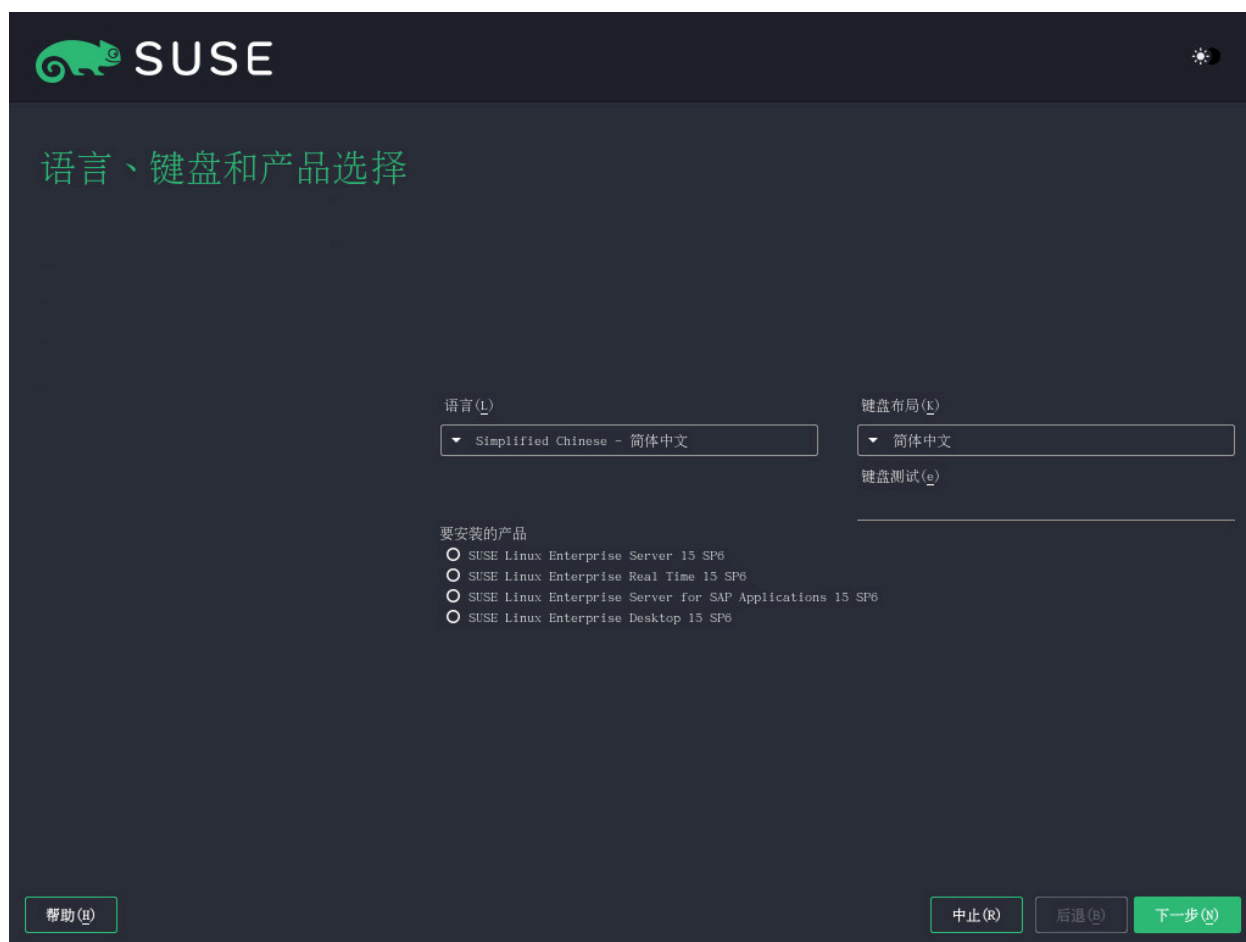 SUSE
语言、键盘和产品选择
语言(L) 键盘布局(K)
Simplified Chinese - 简体中文 简体中文
键盘测试(e)
要安装的产品
SUSE Linux Enterprise Server 15 SP6
SUSE Linux Enterprise Real Time 15 SP6
SUSE Linux Enterprise Server for SAP Applications 15 SP6
SUSE Linux Enterprise Desktop 15 SP6
帮助(H) 中止(R) 后退(B) 下一步(N)